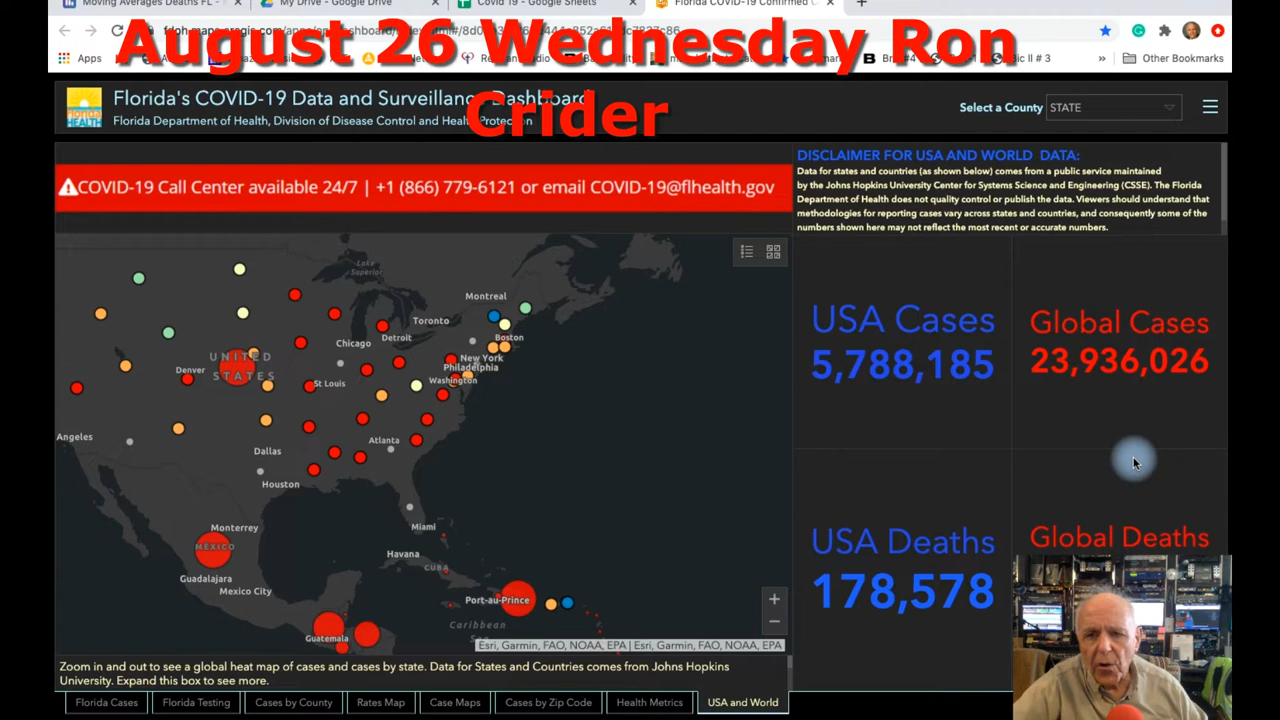 Moving Averages Deaths FL -
My Drive - Google Drive
Covid 19 - Google Sheets
Florida COVID-19 Confirmed
August 26 Wednesday Ron
Crider
Apps
Other Bookmarks
Florida's COVID-19 Data and Surveillance Dashboard
Florida Department of Health, Division of Disease Control and Health Protection
Florida
HEALTH
Select a County
STATE
COVID-19 Call Center available 24/7 | +1 (866) 779-6121 or email COVID-19@flhealth.gov
DISCLAIMER FOR USA AND WORLD DATA:
Data for states and countries (as shown below) comes from a public service maintained
by the Johns Hopkins University Center for Systems Science and Engineering (CSSE). The Florida
Department of Health does not quality control or publish the data. Viewers should understand that
methodologies for reporting cases vary across states and countries, and consequently some of the
numbers shown here may not reflect the most recent or accurate numbers.
Lake
Superior
Montreal
Toronto
Detroit
Chicago
Boston
UNITED
STATES
New York
Philadelphia
Denver
St Louis
Washington
Angeles
Atlanta
Dallas
Houston
Monterrey
Miami
MÉXICO
Havana
CUBA
Guadalajara
Mexico City
Port-au-Prince
Caribbean
Guatemala
Esri, Garmin, FAO, NOAA, EPA | Esri, Garmin, FAO, NOAA, EPA
USA Cases
5,788,185
Global Cases
23,936,026
USA Deaths
178,578
Global Deaths
Zoom in and out to see a global heat map of cases and cases by state. Data for States and Countries comes from Johns Hopkins
University. Expand this box to see more.
Florida Cases
Florida Testing
Cases by County
Rates Map
Case Maps
Cases by Zip Code
Health Metrics
USA and World